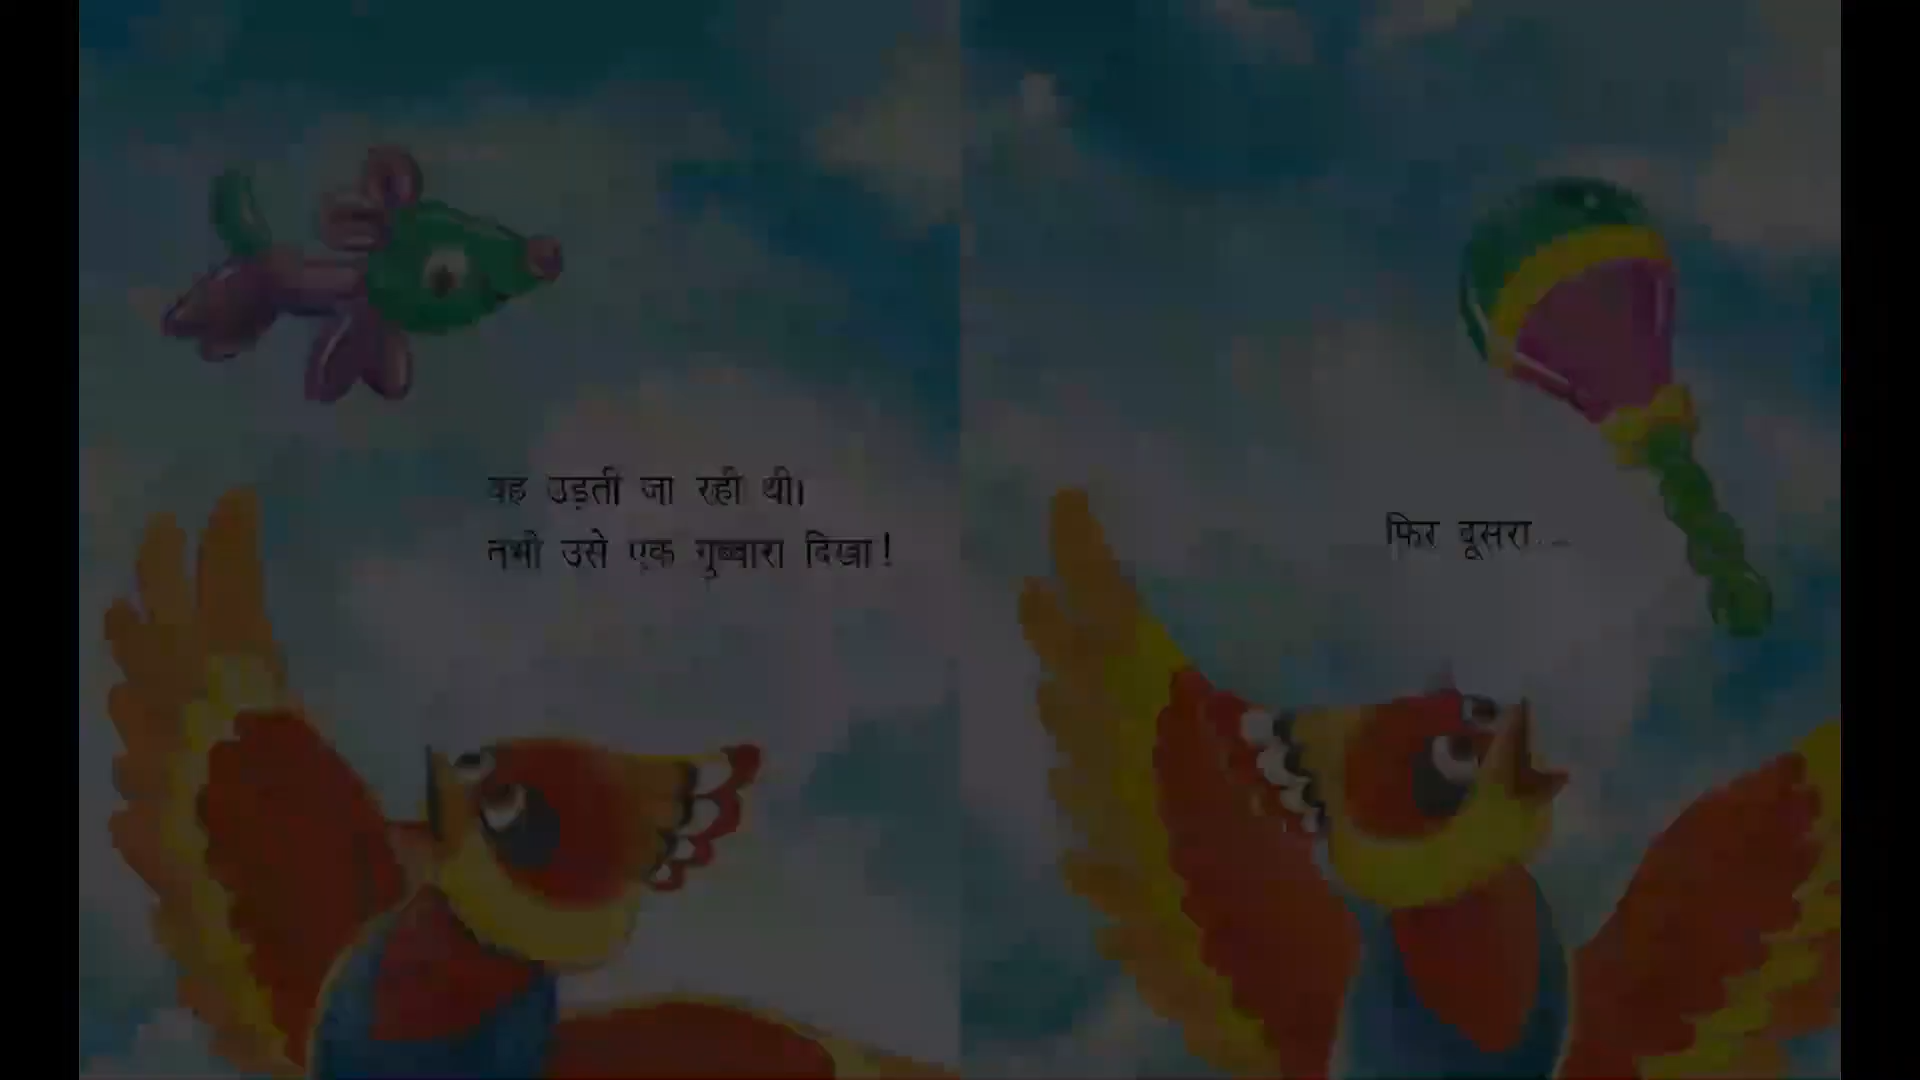 वह उड़ती जा रही थी।
तभी उसे एक गुब्बारा दिखा!
फिर दूसरा...